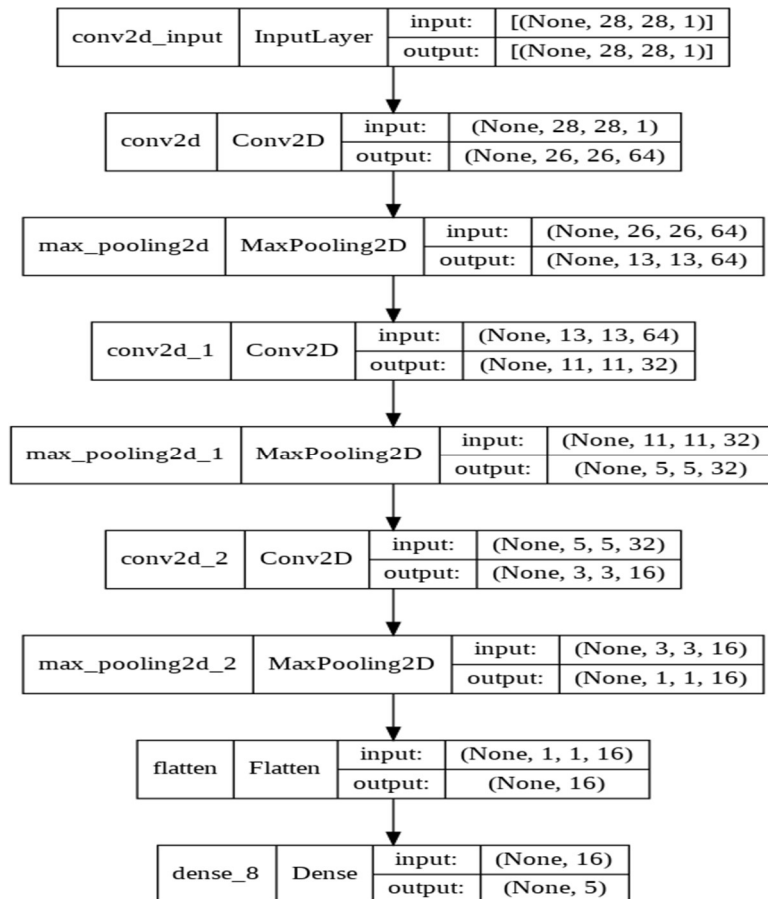 conv2d_input InputLayer input: [(None, 28, 28, 1)]
output: [(None, 28, 28, 1)]
conv2d Conv2D input: (None, 28, 28, 1)
output: (None, 26, 26, 64)
max_pooling2d MaxPooling2D input: (None, 26, 26, 64)
output: (None, 13, 13, 64)
conv2d_1 Conv2D input: (None, 13, 13, 64)
output: (None, 11, 11, 32)
max_pooling2d_1 MaxPooling2D input: (None, 11, 11, 32)
output: (None, 5, 5, 32)
conv2d_2 Conv2D input: (None, 5, 5, 32)
output: (None, 3, 3, 16)
max_pooling2d_2 MaxPooling2D input: (None, 3, 3, 16)
output: (None, 1, 1, 16)
flatten Flatten input: (None, 1, 1, 16)
output: (None, 16)
dense_8 Dense input: (None, 16)
output: (None, 5)